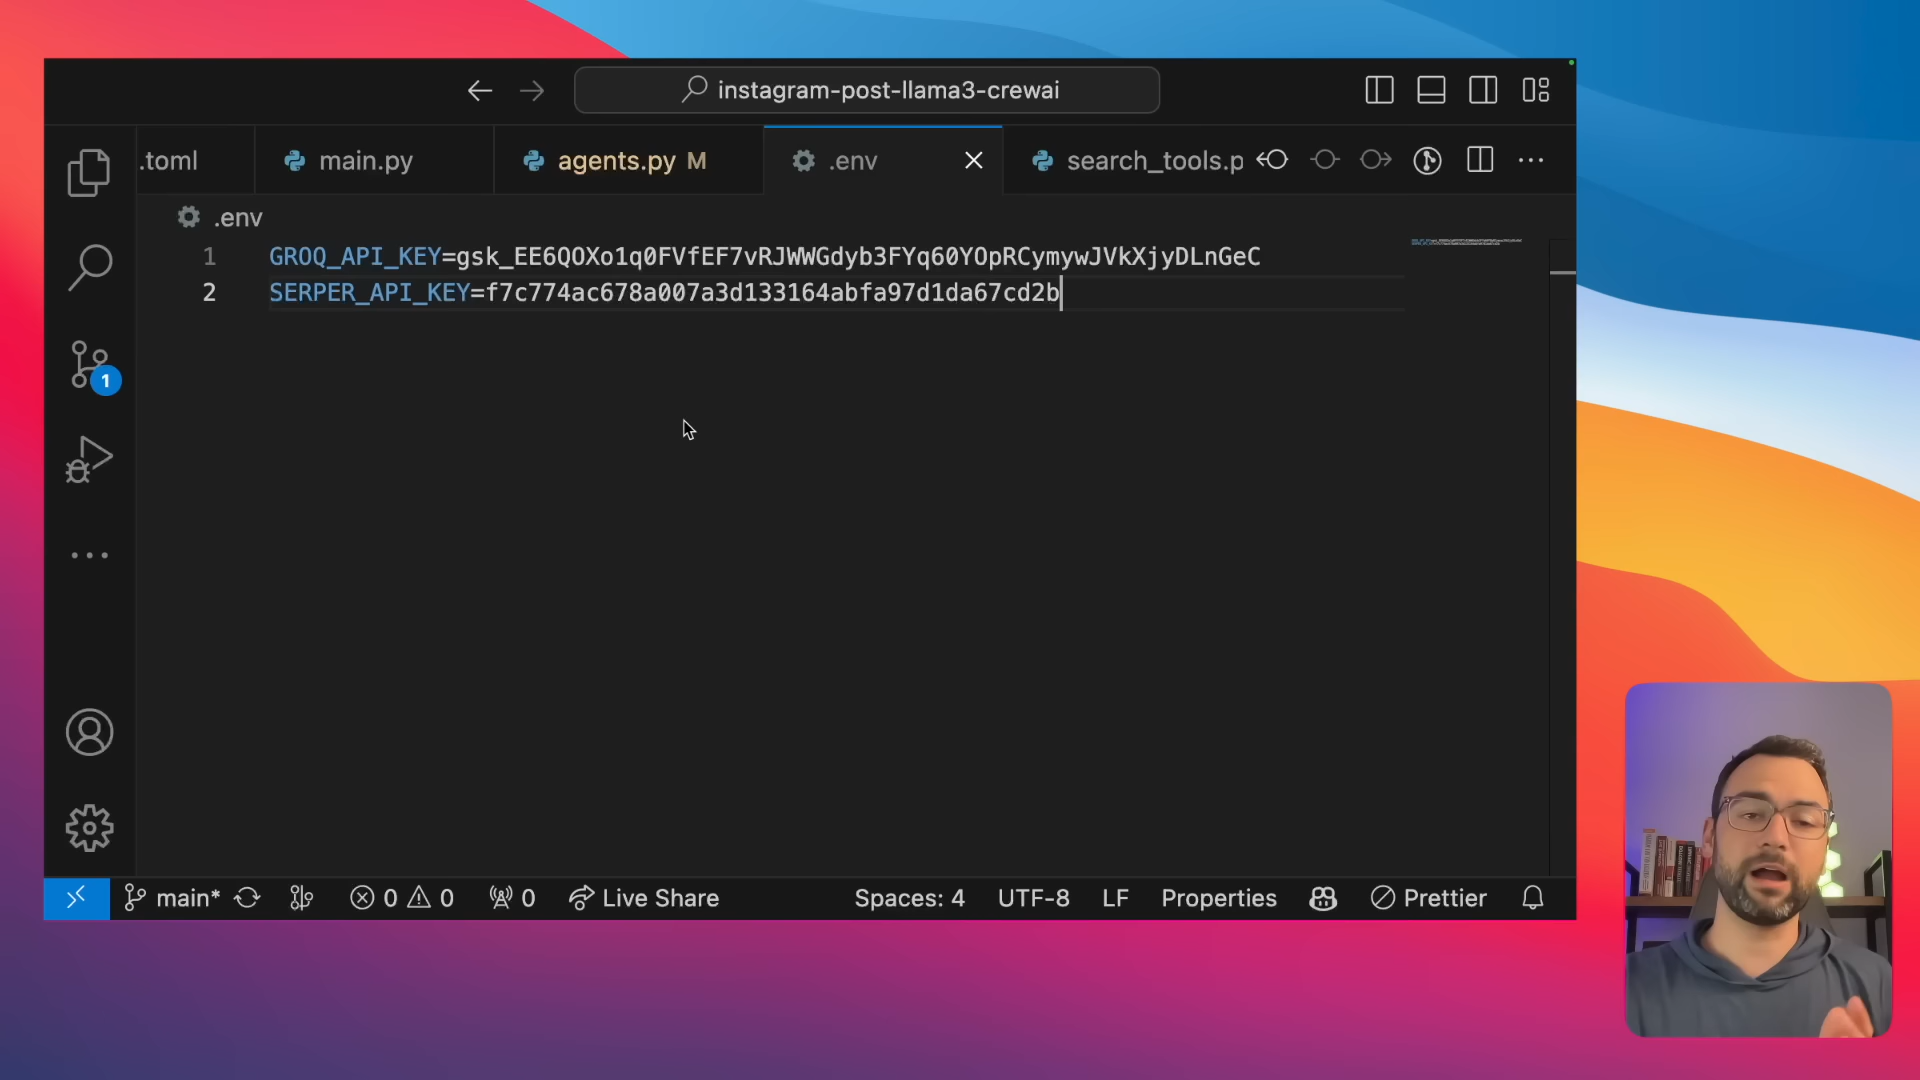 instagram-post-llama3-crewai
.toml main.py agents.py M .env search_tools.p
.env
1 GROQ_API_KEY=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
2 SERPER_API_KEY=f7c774ac678a007a3d133164abfa97d1da67cd2b
1
main* 0 0 0 Live Share Spaces: 4 UTF-8 LF Properties Prettier